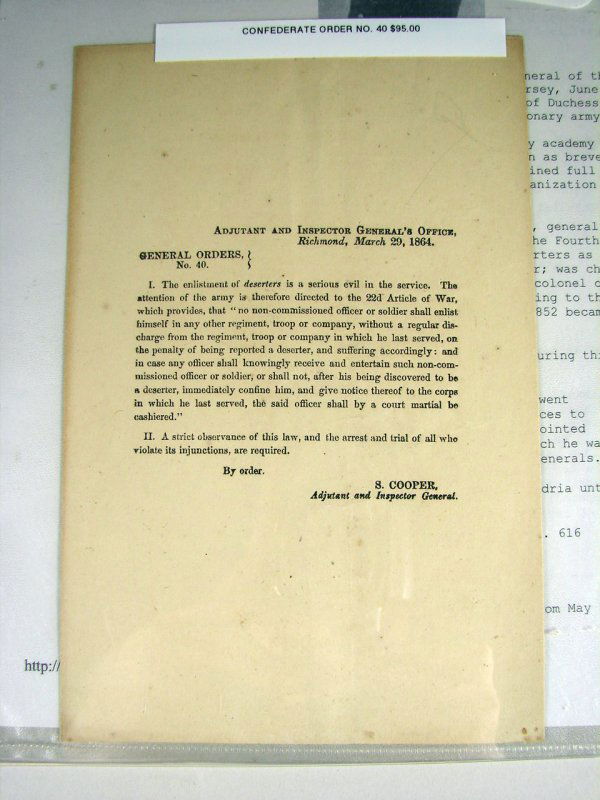 CONFEDERATE ORDER NO. 40 $95.00
ADJUTANT AND INSPECTOR GENERAL'S OFFICE,
Richmond, March 29, 1864.
GENERAL ORDERS, }
No. 40. }
I. The enlistment of deserters is a serious evil in the service. The
attention of the army is therefore directed to the 22d Article of War,
which provides, that "no non-commissioned officer or soldier shall enlist
himself in any other regiment, troop or company, without a regular dis-
charge from the regiment, troop or company in which he last served, on
the penalty of being reported a deserter, and suffering accordingly: and
in case any officer shall knowingly receive and entertain such non-com-
missioned officer or soldier, or shall not, after his being discovered to be
a deserter, immediately confine him, and give notice thereof to the corps
in which he last served, the said officer shall by a court martial be
cashiered."
II. A strict observance of this law, and the arrest and trial of all who
violate its injunctions, are required.
By order.
S. COOPER,
Adjutant and Inspector General.
neral of
rsey, June
of Duchess
onary army
academy
n as breve
ined full
anization
, general
he Fourth
rters as
r; was ch
colonel
ing to th
852 becam
uring thi
went
ces to
ointed
ch he wa
enerals.
dria unt
. 616
om May
http://